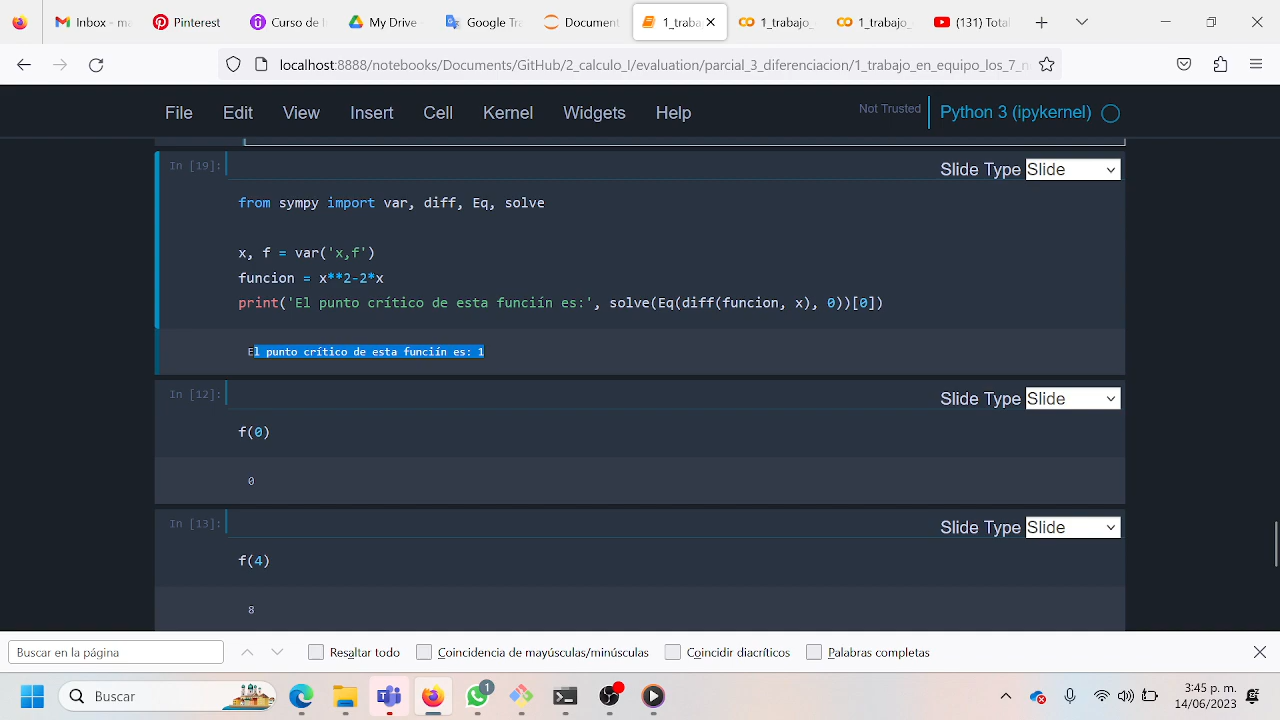 Inbox — ma
Pinterest
Curso de I
My Drive
Google Tra
Document
1_traba
1_trabajo_
1_trabajo_
(131) Total
localhost:8888/notebooks/Documents/GitHub/2_calculo_I/evaluation/parcial_3_diferenciacion/1_trabajo_en_equipo_los_7_n
File Edit View Insert Cell Kernel Widgets Help
Not Trusted
Python 3 (ipykernel)
In [19]:
Slide Type Slide
from sympy import var, diff, Eq, solve
x, f = var('x,f')
funcion = x**2-2*x
print('El punto crítico de esta funciín es:', solve(Eq(diff(funcion, x), 0))[0])
El punto crítico de esta funciín es: 1
In [12]:
Slide Type Slide
f(0)
0
In [13]:
Slide Type Slide
f(4)
8
Buscar en la página
Resaltar todo
Coincidencia de mayúsculas/minúsculas
Coincidir diacríticos
Palabras completas
Buscar
1
3:45 p. m.
14/06/2023